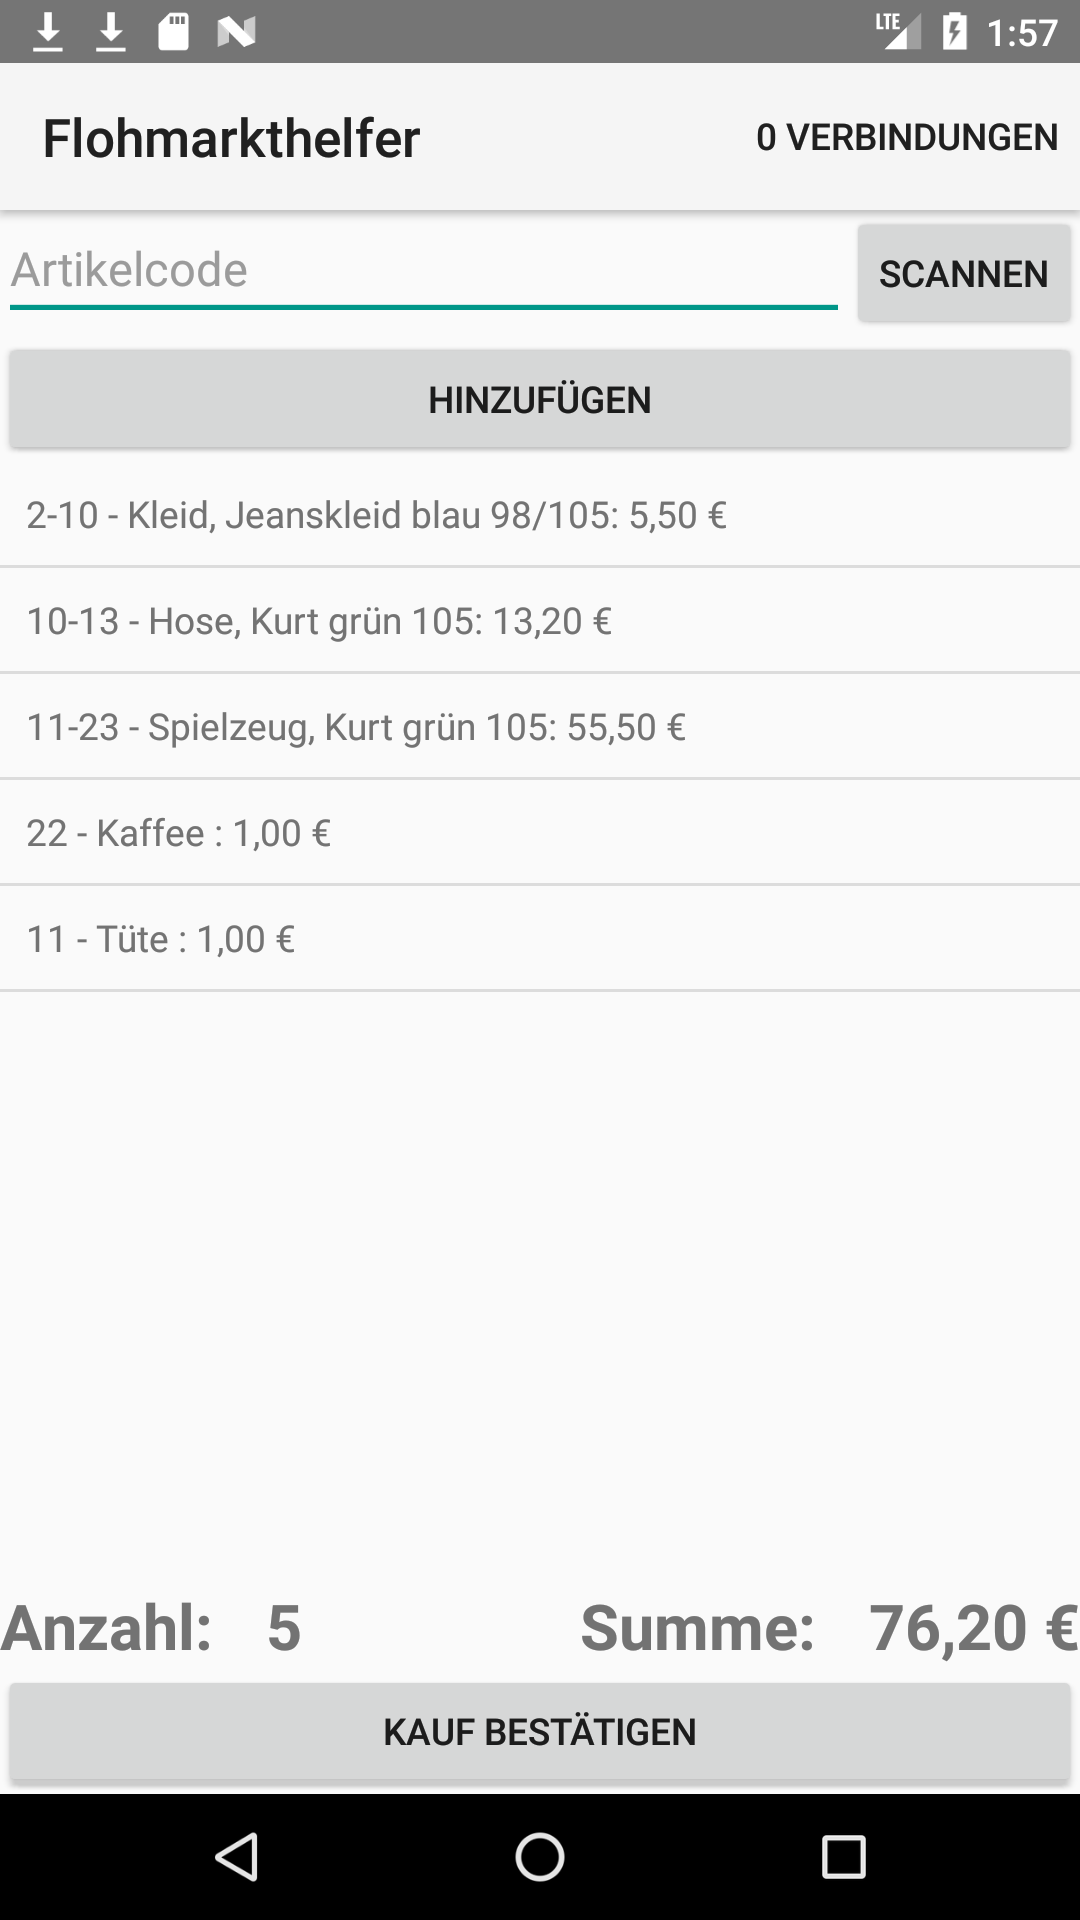 LTE 1:57
Flohmarkthelfer 0 VERBINDUNGEN
Artikelcode SCANNEN
HINZUFÜGEN
2-10 - Kleid, Jeanskleid blau 98/105: 5,50 €
10-13 - Hose, Kurt grün 105: 13,20 €
11-23 - Spielzeug, Kurt grün 105: 55,50 €
22 - Kaffee : 1,00 €
11 - Tüte : 1,00 €
Anzahl: 5 Summe: 76,20 €
KAUF BESTÄTIGEN